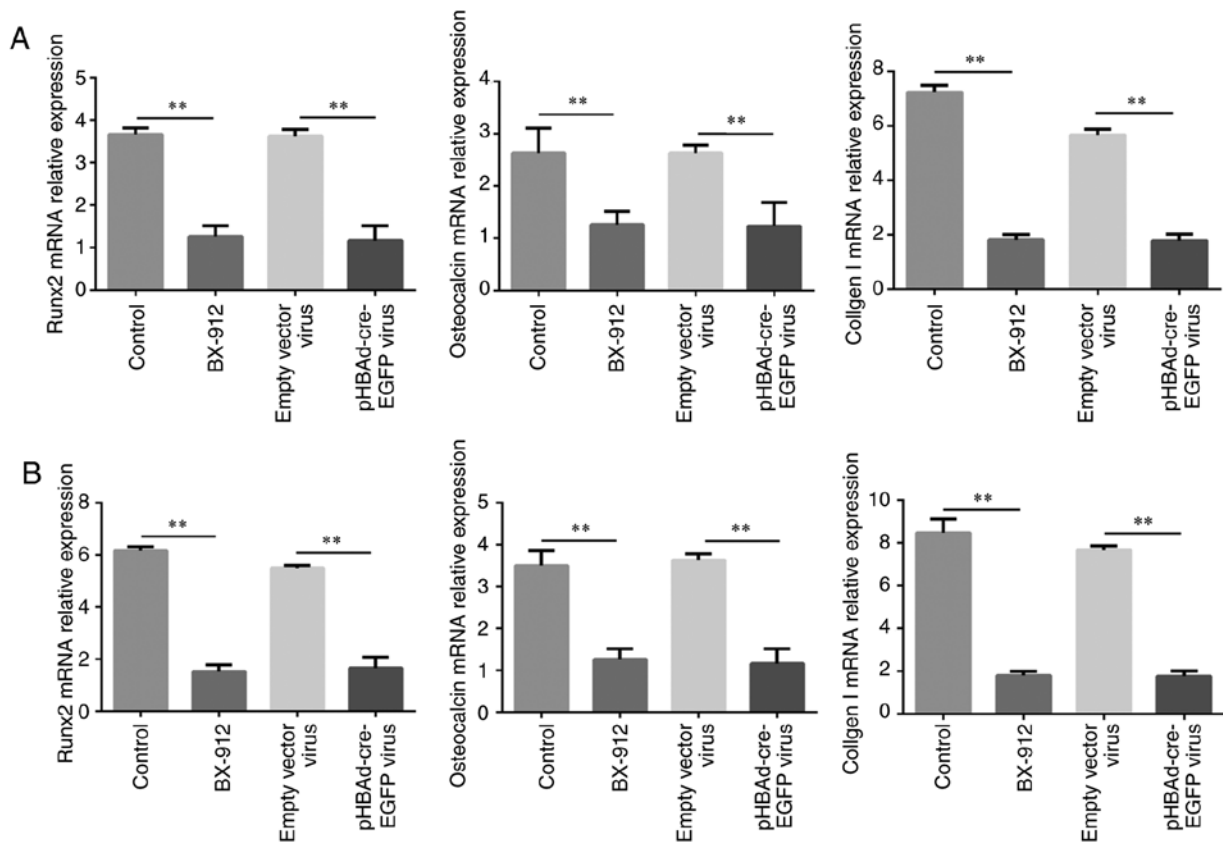 A
Runx2 mRNA relative expression
5
4
3
2
1
0
**
**
Control
BX-912
Empty vector
virus
pHBAd-cre-
EGFP virus
Osteocalcin mRNA relative expression
4
3
2
1
0
**
**
Control
BX-912
Empty vector
virus
pHBAd-cre-
EGFP virus
Collgen I mRNA relative expression
8
6
4
2
0
**
**
Control
BX-912
Empty vector
virus
pHBAd-cre-
EGFP virus
B
Runx2 mRNA relative expression
8
6
4
2
0
**
**
Control
BX-912
Empty vector
virus
pHBAd-cre-
EGFP virus
Osteocalcin mRNA relative expression
5
4
3
2
1
0
**
**
Control
BX-912
Empty vector
virus
pHBAd-cre-
EGFP virus
Collgen I mRNA relative expression
10
8
6
4
2
0
**
**
Control
BX-912
Empty vector
virus
pHBAd-cre-
EGFP virus